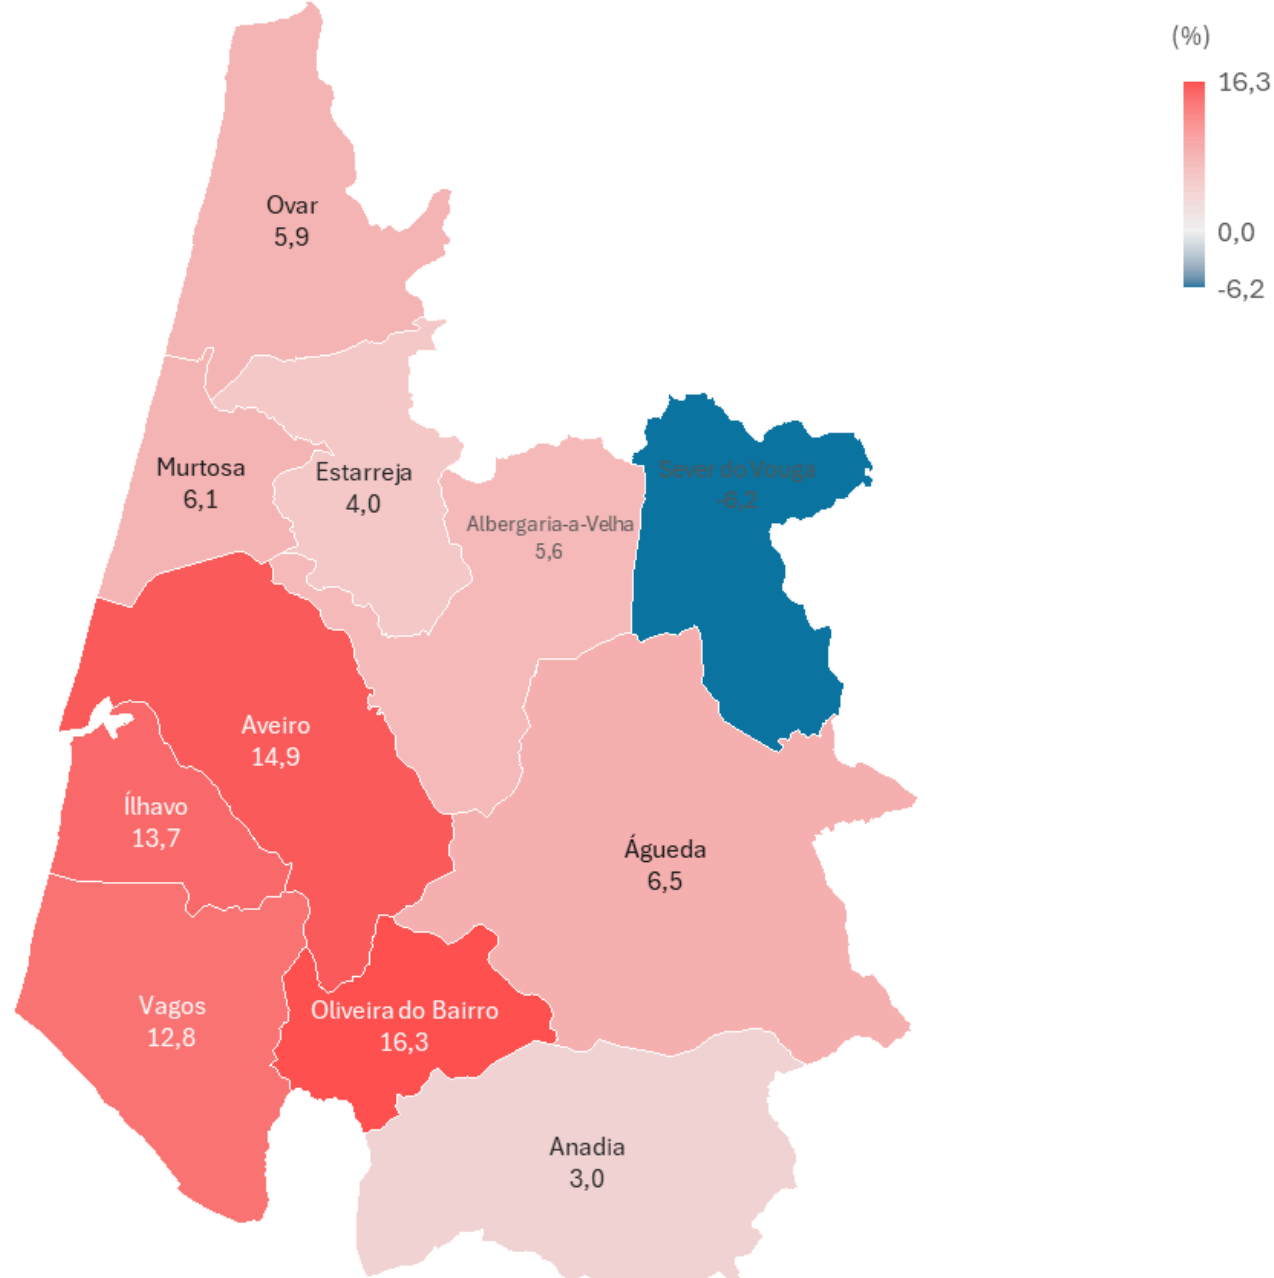 (%)
16,3
0,0
-6,2
Ovar
5,9
Murtosa
6,1
Estarreja
4,0
Albergaria-a-Velha
5,6
Sever do Vouga
-6,2
Aveiro
14,9
Ílhavo
13,7
Águeda
6,5
Vagos
12,8
Oliveira do Bairro
16,3
Anadia
3,0